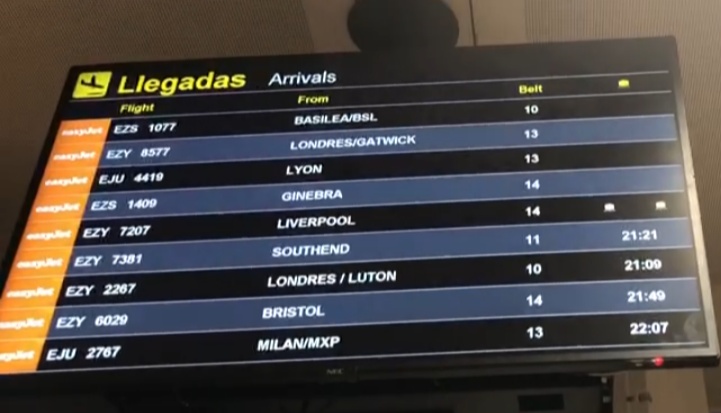 Llegadas Arrivals
Flight From Belt
easyJet EZS 1077 BASILEA/BSL 10
easyJet EZY 8577 LONDRES/GATWICK 13
easyJet EJU 4419 LYON 13
easyJet EZS 1409 GINEBRA 14
easyJet EZY 7207 LIVERPOOL 14
easyJet EZY 7381 SOUTHEND 11 21:21
easyJet EZY 2267 LONDRES / LUTON 10 21:09
easyJet EZY 6029 BRISTOL 14 21:49
easyJet EJU 2767 MILAN/MXP 13 22:07
NEC